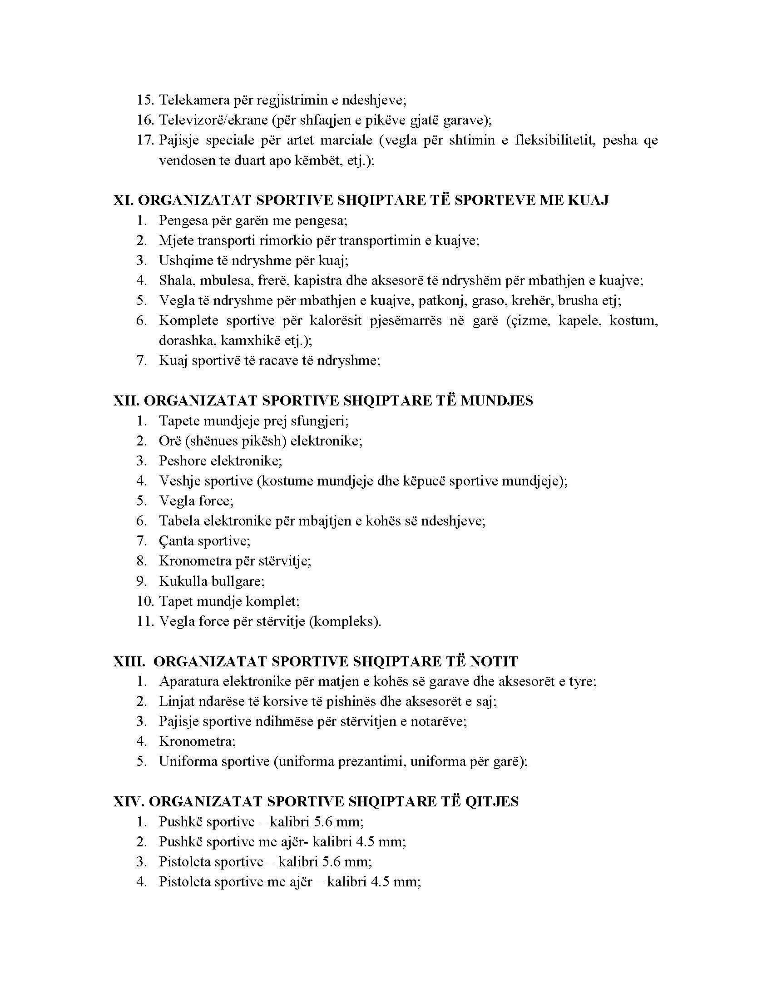 15. Telekamera për regjistrimin e ndeshjeve;
16. Televizorë/ekrane (për shfaqjen e pikëve gjatë garave);
17. Pajisje speciale për artet marciale (vegla për shtimin e fleksibilitetit, pesha qe
vendosen te duart apo këmbët, etj.);
XI. ORGANIZATAT SPORTIVE SHQIPTARE TË SPORTEVE ME KUAJ
1. Pengesa për garën me pengesa;
2. Mjete transporti rimorkio për transportimin e kuajve;
3. Ushqime të ndryshme për kuaj;
4. Shala, mbulesa, frerë, kapistra dhe aksesorë të ndryshëm për mbathjen e kuajve;
5. Vegla të ndryshme për mbathjen e kuajve, patkonj, graso, krehër, brusha etj;
6. Komplete sportive për kalorësit pjesëmarrës në garë (çizme, kapele, kostum,
dorashka, kamxhikë etj.);
7. Kuaj sportivë të racave të ndryshme;
XII. ORGANIZATAT SPORTIVE SHQIPTARE TË MUNDJES
1. Tapete mundjeje prej sfungjeri;
2. Orë (shënues pikësh) elektronike;
3. Peshore elektronike;
4. Veshje sportive (kostume mundjeje dhe këpucë sportive mundjeje);
5. Vegla force;
6. Tabela elektronike për mbajtjen e kohës së ndeshjeve;
7. Çanta sportive;
8. Kronometra për stërvitje;
9. Kukulla bullgare;
10. Tapet mundje komplet;
11. Vegla force për stërvitje (kompleks).
XIII. ORGANIZATAT SPORTIVE SHQIPTARE TË NOTIT
1. Aparatura elektronike për matjen e kohës së garave dhe aksesorët e tyre;
2. Linjat ndarëse të korsive të pishinës dhe aksesorët e saj;
3. Pajisje sportive ndihmëse për stërvitjen e notarëve;
4. Kronometra;
5. Uniforma sportive (uniforma prezantimi, uniforma për garë);
XIV. ORGANIZATAT SPORTIVE SHQIPTARE TË QITJES
1. Pushkë sportive – kalibri 5.6 mm;
2. Pushkë sportive me ajër- kalibri 4.5 mm;
3. Pistoleta sportive – kalibri 5.6 mm;
4. Pistoleta sportive me ajër – kalibri 4.5 mm;